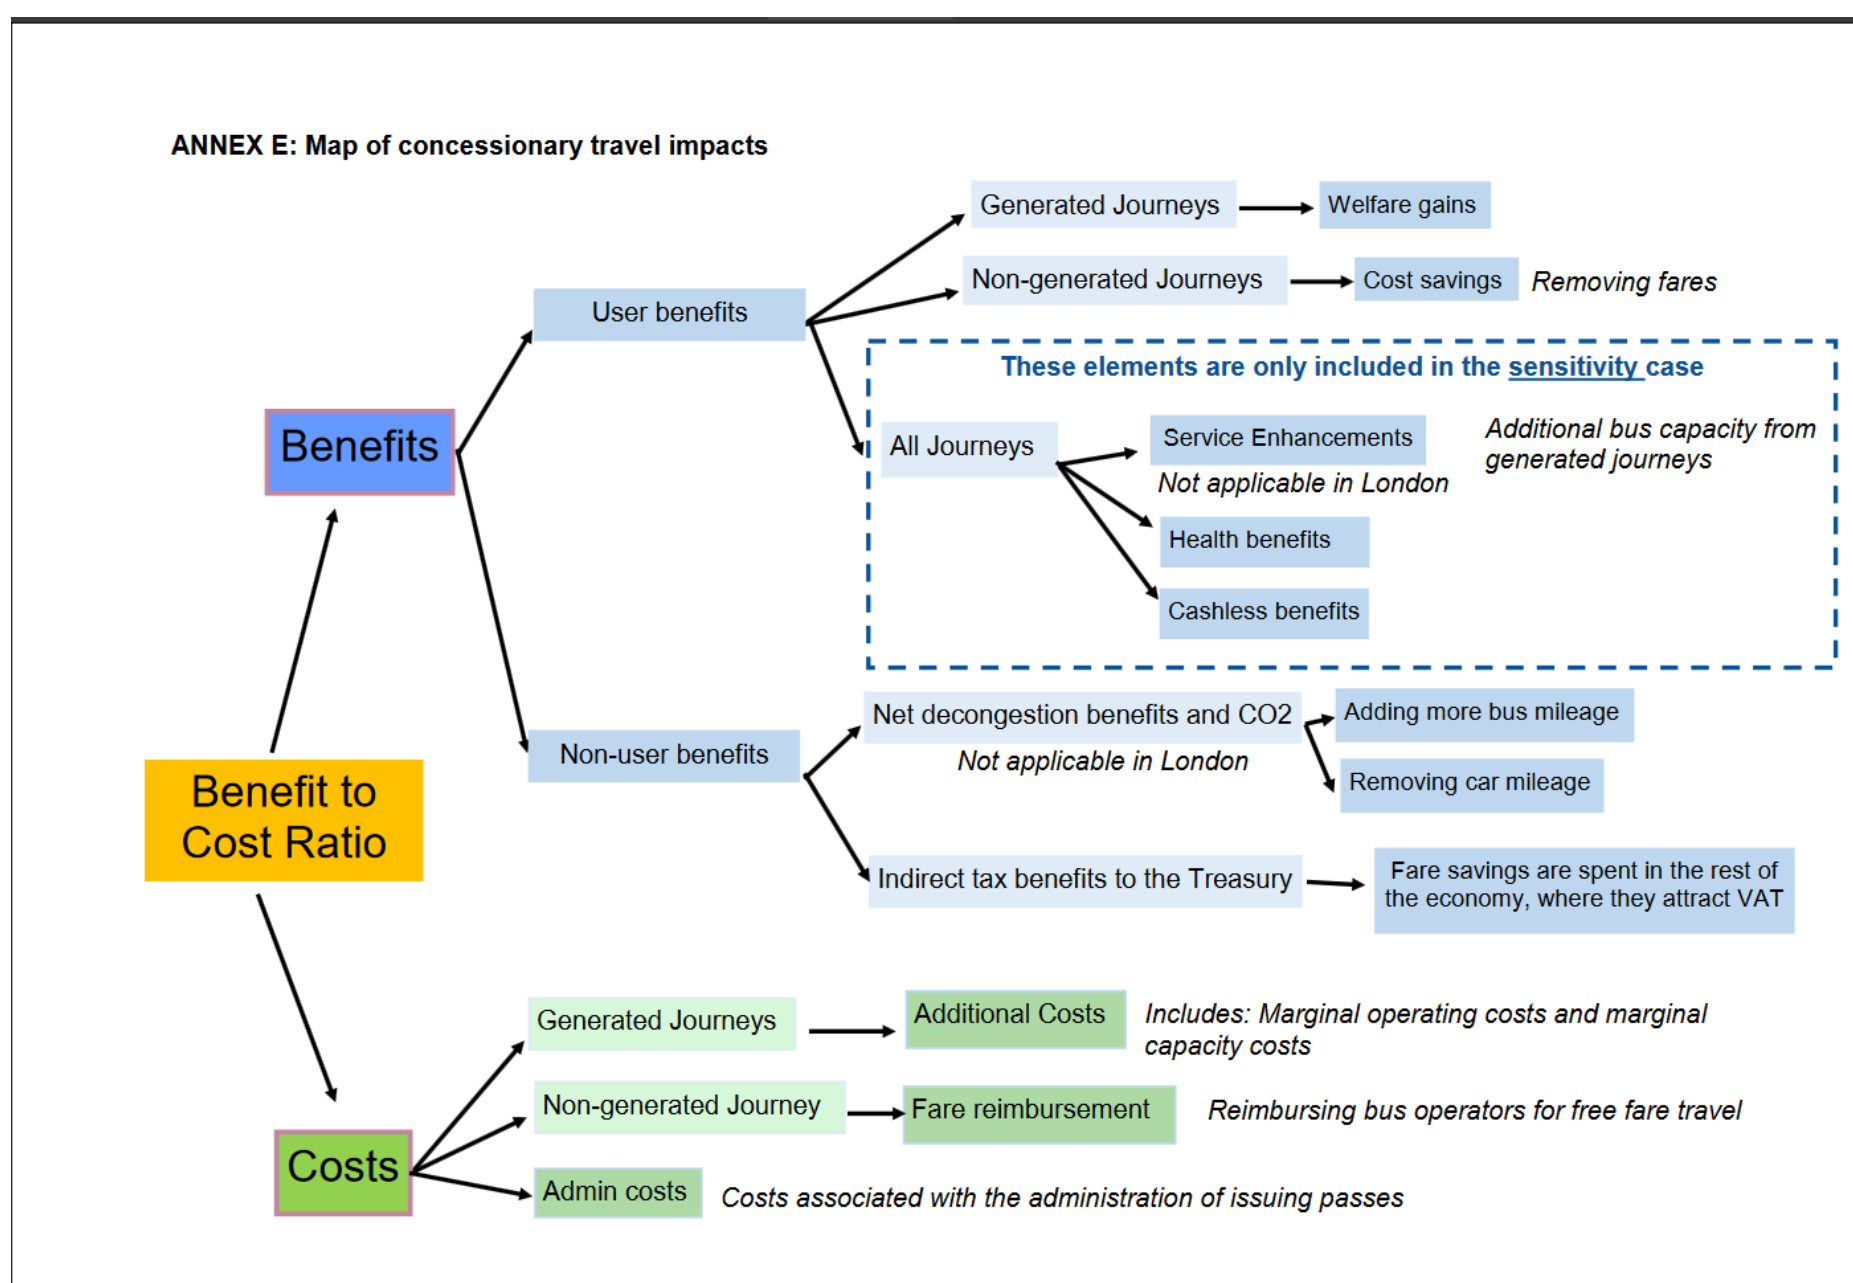 ANNEX E: Map of concessionary travel impacts
Generated Journeys
Welfare gains
Non-generated Journeys
Cost savings
Removing fares
User benefits
These elements are only included in the sensitivity case
All Journeys
Service Enhancements
Not applicable in London
Additional bus capacity from
generated journeys
Health benefits
Cashless benefits
Benefits
Non-user benefits
Net decongestion benefits and CO2
Not applicable in London
Adding more bus mileage
Removing car mileage
Benefit to
Cost Ratio
Indirect tax benefits to the Treasury
Fare savings are spent in the rest of
the economy, where they attract VAT
Generated Journeys
Additional Costs
Includes: Marginal operating costs and marginal
capacity costs
Non-generated Journey
Fare reimbursement
Reimbursing bus operators for free fare travel
Costs
Admin costs
Costs associated with the administration of issuing passes